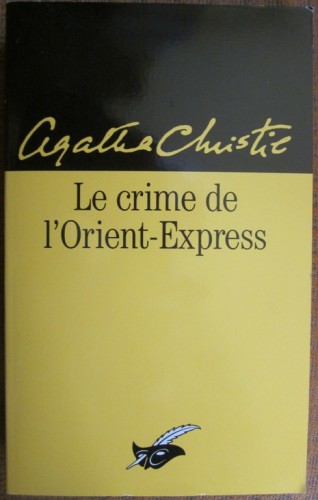 Agatha Christie
Le crime de
l'Orient-Express